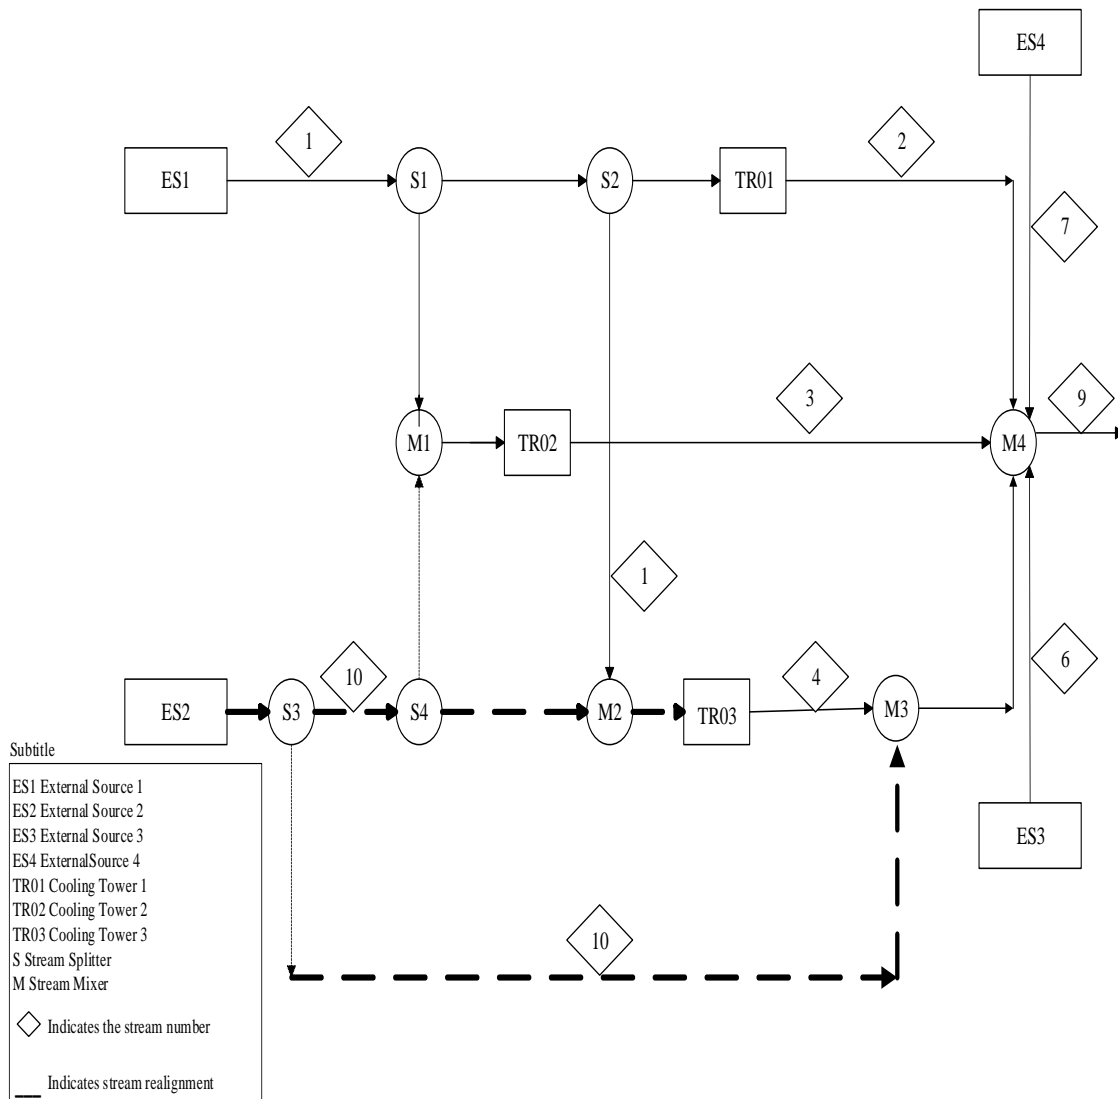 ES4
1
2
ES1
S1
S2
TR01
7
3
9
M1
TR02
M4
1
10
4
6
ES2
S3
S4
M2
TR03
M3
Subtitle
ES1 External Source 1
ES2 External Source 2
ES3 External Source 3
ES4 ExternalSource 4
TR01 Cooling Tower 1
TR02 Cooling Tower 2
TR03 Cooling Tower 3
S Stream Splitter
M Stream Mixer
Indicates the stream number
Indicates stream realignment
ES3
10